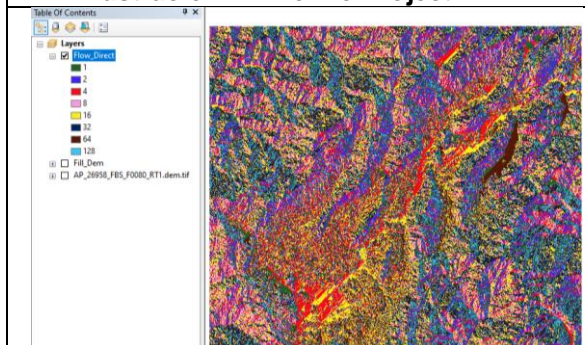 Table Of Contents
Layers
Flow_Direct
1
2
4
8
16
32
64
128
Fill_Dem
AP_26958_FBS_F0080_RT1.dem.tif